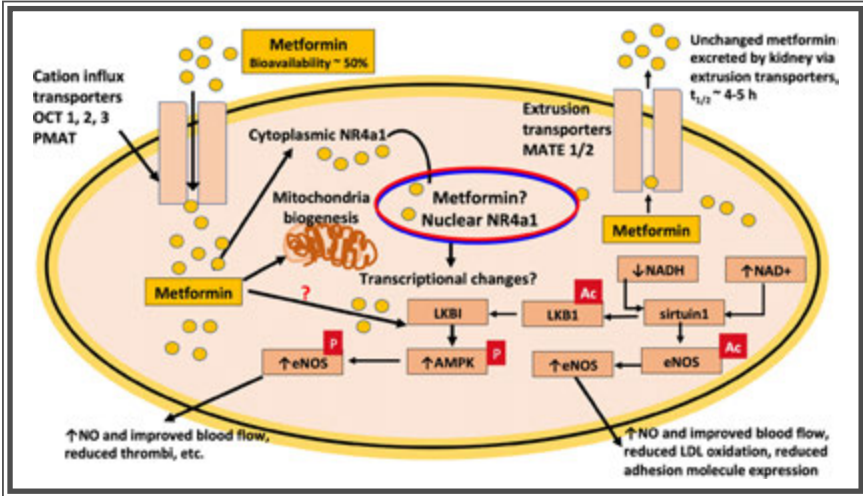 Metformin
Bioavailability ~ 50%
Cation influx
transporters
OCT 1, 2, 3
PMAT
Unchanged metformin
excreted by kidney via
extrusion transporters,
t1/2 ~ 4-5 h
Extrusion
transporters
MATE 1/2
Cytoplasmic NR4a1
Mitochondria
biogenesis
Metformin?
Nuclear NR4a1
Metformin
Transcriptional changes?
↓NADH
↑NAD+
Metformin
?
LKBI
Ac
LKB1
sirtuin1
P
↑eNOS
↑AMPK
P
↑eNOS
eNOS
Ac
↑NO and improved blood flow,
reduced thrombi, etc.
↑NO and improved blood flow,
reduced LDL oxidation, reduced
adhesion molecule expression